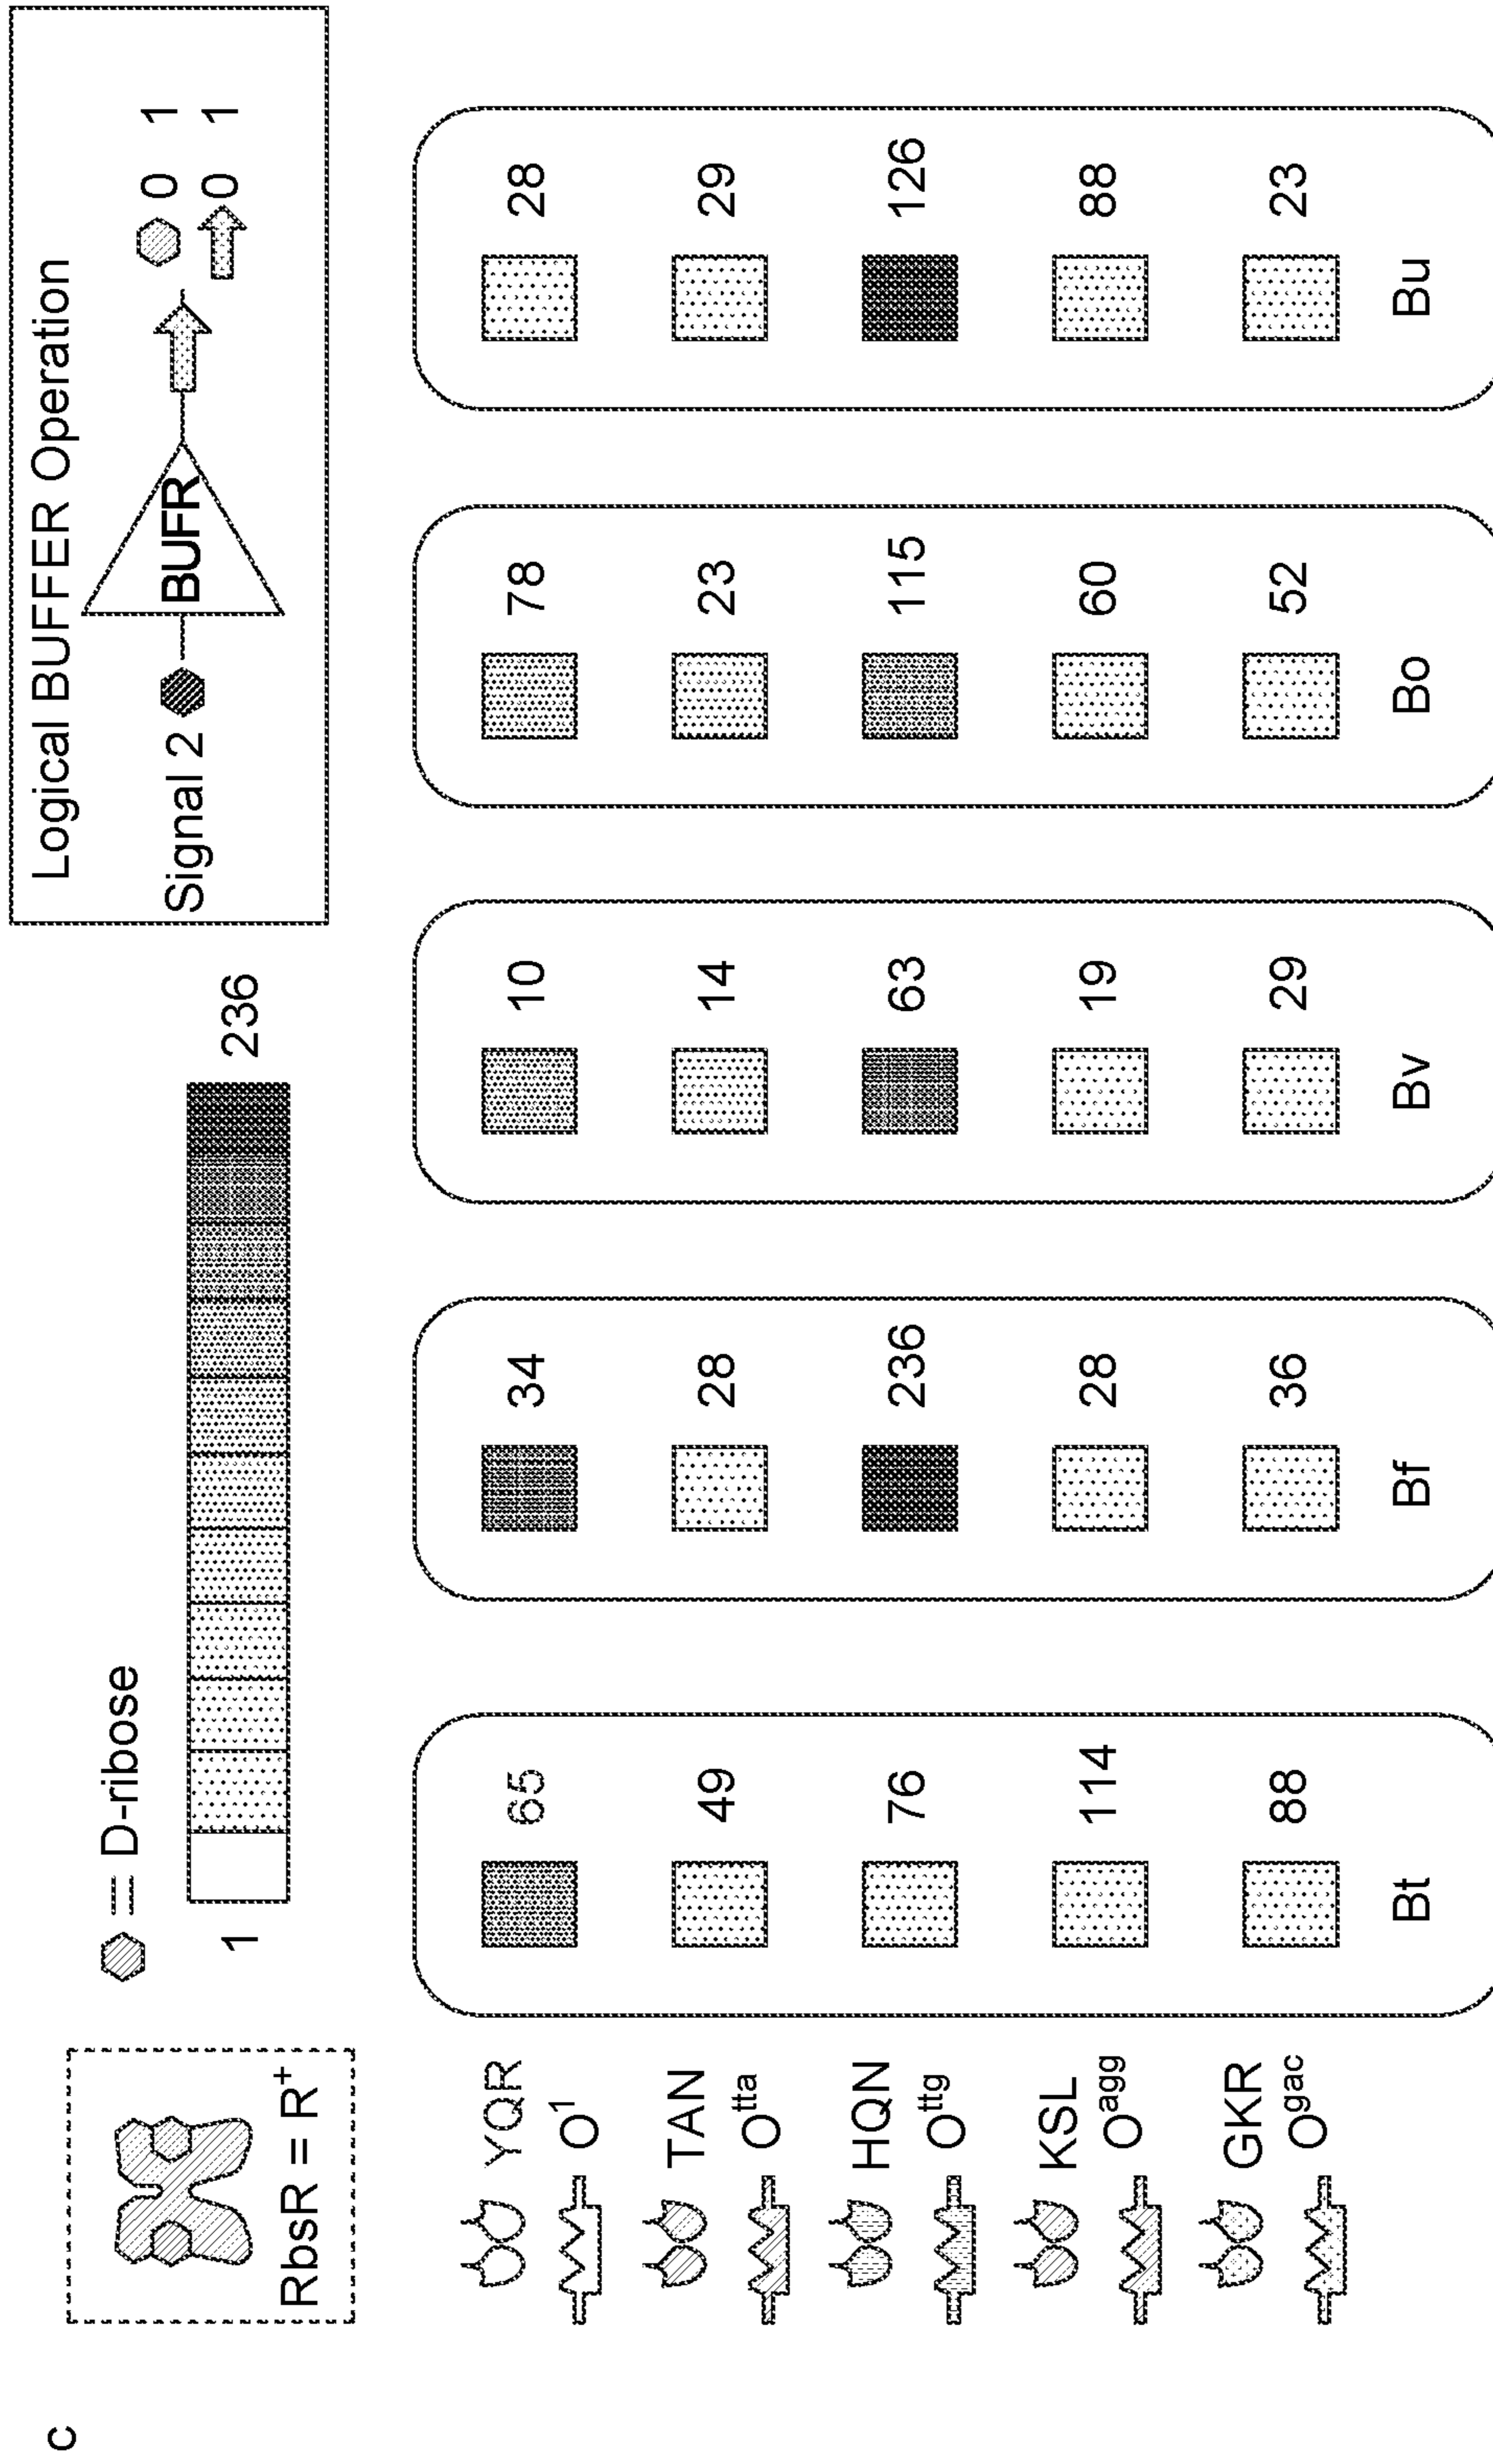 c
RbsR = R+
= D-ribose
1 236
Logical BUFFER Operation
Signal 2 BUFR 0 1
0 1
YQR
O1
65 34 10 78 28
TAN
Otta
49 28 14 23 29
HQN
Ottg
76 236 63 115 126
KSL
Oagg
114 28 19 60 88
GKR
Ogac
88 36 29 52 23
Bt Bf Bv Bo Bu